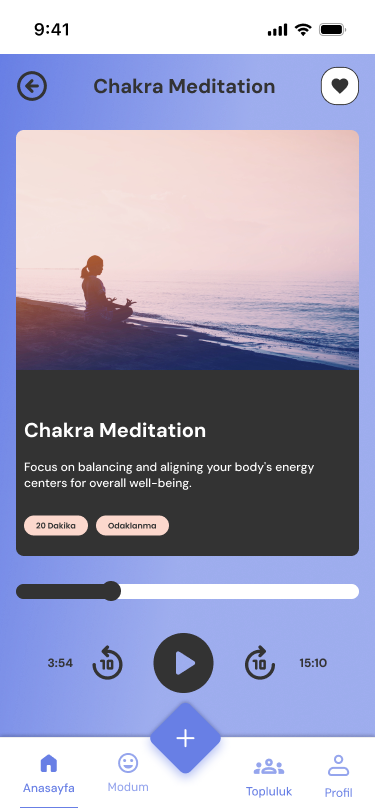 9:41
Chakra Meditation
Chakra Meditation
Focus on balancing and aligning your body's energy
centers for overall well-being.
20 Dakika
Odaklanma
3:54
10
10
15:10
Anasayfa
Modum
Topluluk
Profil